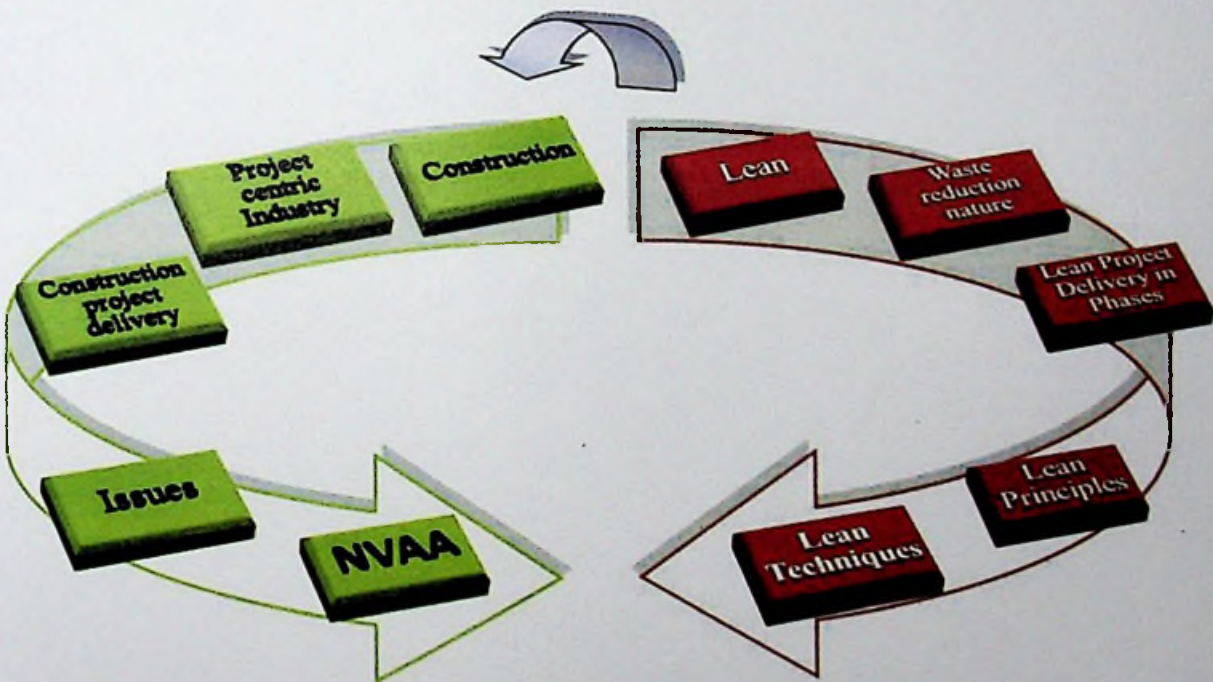 Construction
Project
centric
Industry
Construction
project
delivery
Issues
NVAA
Lean
Waste
reduction
nature
Lean Project
Delivery in
Phases
Lean
Principles
Lean
Techniques